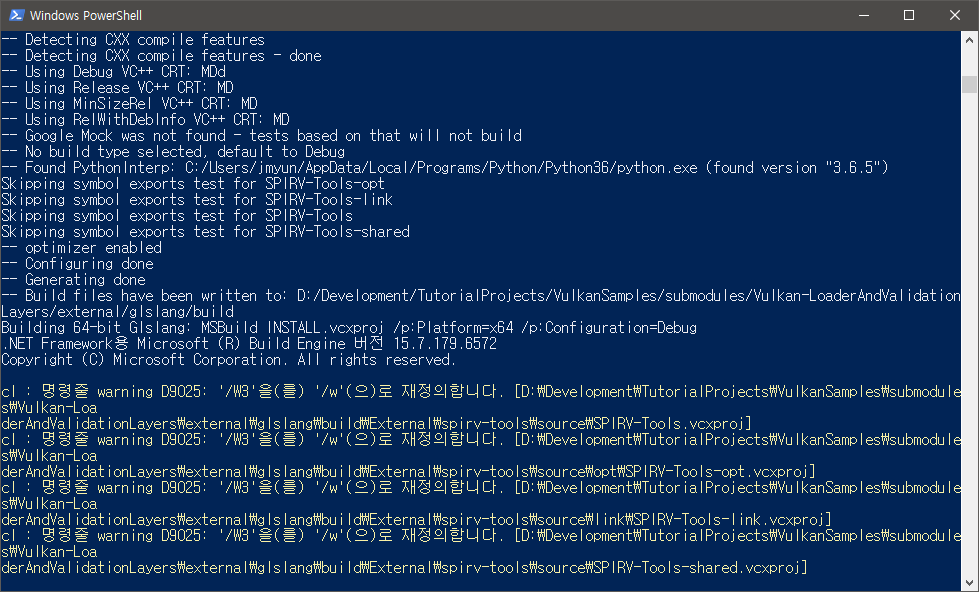 Windows PowerShell
-- Detecting CXX compile features
-- Detecting CXX compile features - done
-- Using Debug VC++ CRT: MDd
-- Using Release VC++ CRT: MD
-- Using MinSizeRel VC++ CRT: MD
-- Using RelWithDebInfo VC++ CRT: MD
-- Google Mock was not found - tests based on that will not build
-- No build type selected, default to Debug
-- Found PythonInterp: C:/Users/jmyun/AppData/Local/Programs/Python/Python36/python.exe (found version "3.6.5")
Skipping symbol exports test for SPIRV-Tools-opt
Skipping symbol exports test for SPIRV-Tools-link
Skipping symbol exports test for SPIRV-Tools
Skipping symbol exports test for SPIRV-Tools-shared
-- optimizer enabled
-- Configuring done
-- Generating done
-- Build files have been written to: D:/Development/TutorialProjects/VulkanSamples/submodules/Vulkan-LoaderAndValidation
Layers/external/glslang/build
Building 64-bit Glslang: MSBuild INSTALL.vcxproj /p:Platform=x64 /p:Configuration=Debug
.NET Framework용 Microsoft (R) Build Engine 버전 15.7.179.6572
Copyright (C) Microsoft Corporation. All rights reserved.
cl : 명령줄 warning D9025: '/W3'을(를) '/w'(으)로 재정의합니다. [D:₩Development₩TutorialProjects₩VulkanSamples₩submodule
s₩Vulkan-Loa
derAndValidationLayers₩external₩glslang₩build₩External₩spirv-tools₩source₩SPIRV-Tools.vcxproj]
cl : 명령줄 warning D9025: '/W3'을(를) '/w'(으)로 재정의합니다. [D:₩Development₩TutorialProjects₩VulkanSamples₩submodule
s₩Vulkan-Loa
derAndValidationLayers₩external₩glslang₩build₩External₩spirv-tools₩source₩opt₩SPIRV-Tools-opt.vcxproj]
cl : 명령줄 warning D9025: '/W3'을(를) '/w'(으)로 재정의합니다. [D:₩Development₩TutorialProjects₩VulkanSamples₩submodule
s₩Vulkan-Loa
derAndValidationLayers₩external₩glslang₩build₩External₩spirv-tools₩source₩link₩SPIRV-Tools-link.vcxproj]
cl : 명령줄 warning D9025: '/W3'을(를) '/w'(으)로 재정의합니다. [D:₩Development₩TutorialProjects₩VulkanSamples₩submodule
s₩Vulkan-Loa
derAndValidationLayers₩external₩glslang₩build₩External₩spirv-tools₩source₩SPIRV-Tools-shared.vcxproj]